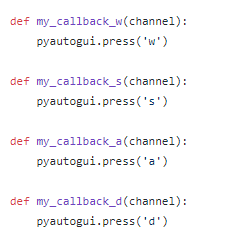 def my_callback_w(channel):
    pyautogui.press('w')

def my_callback_s(channel):
    pyautogui.press('s')

def my_callback_a(channel):
    pyautogui.press('a')

def my_callback_d(channel):
    pyautogui.press('d')